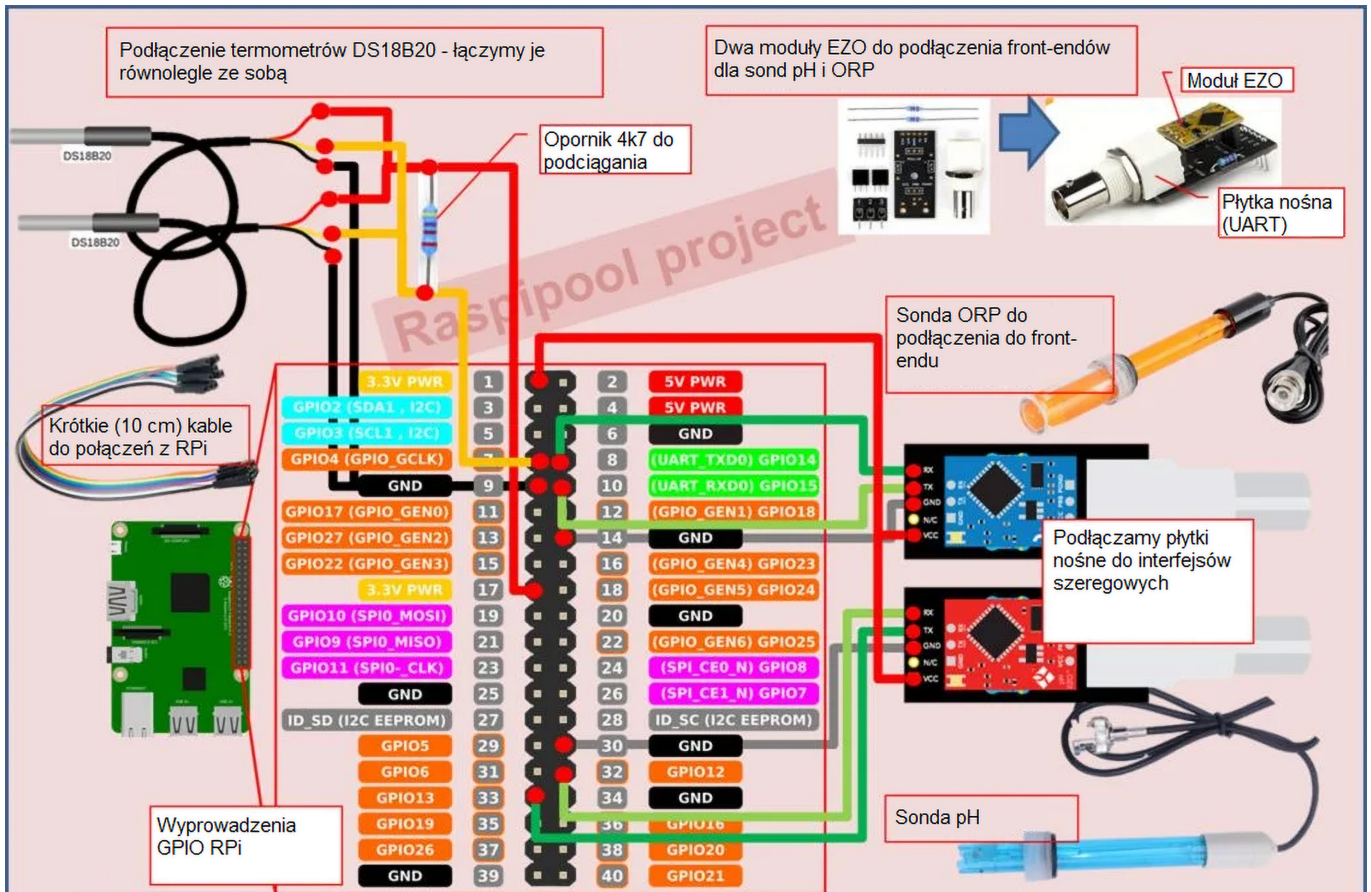 Podłączenie termometrów DS18B20 - łączymy je
równolegle ze sobą
Dwa moduły EZO do podłączenia front-endów
dla sond pH i ORP
Moduł EZO
DS18B20
Opornik 4k7 do
podciągania
Płytka nośna
(UART)
DS18B20
Raspipool project
Sonda ORP do
podłączenia do front-
endu
Krótkie (10 cm) kable
do połączeń z RPi
3.3V PWR 1 2 5V PWR
GPIO2 (SDA1 , I2C) 3 4 5V PWR
GPIO3 (SCL1 , I2C) 5 6 GND
GPIO4 (GPIO_GCLK) 7 8 (UART_TXD0) GPIO14
GND 9 10 (UART_RXD0) GPIO15
GPIO17 (GPIO_GEN0) 11 12 (GPIO_GEN1) GPIO18
GPIO27 (GPIO_GEN2) 13 14 GND
GPIO22 (GPIO_GEN3) 15 16 (GPIO_GEN4) GPIO23
3.3V PWR 17 18 (GPIO_GEN5) GPIO24
GPIO10 (SPI0_MOSI) 19 20 GND
GPIO9 (SPI0_MISO) 21 22 (GPIO_GEN6) GPIO25
GPIO11 (SPI0-_CLK) 23 24 (SPI_CE0_N) GPIO8
GND 25 26 (SPI_CE1_N) GPIO7
ID_SD (I2C EEPROM) 27 28 ID_SC (I2C EEPROM)
GPIO5 29 30 GND
GPIO6 31 32 GPIO12
GPIO13 33 34 GND
GPIO19 35 36 GPIO16
GPIO26 37 38 GPIO20
GND 39 40 GPIO21
RX
TX
GND
N/C
VCC
Podłączamy płytki
nośne do interfejsów
szeregowych
RX
TX
GND
N/C
VCC
Wyprowadzenia
GPIO RPi
Sonda pH